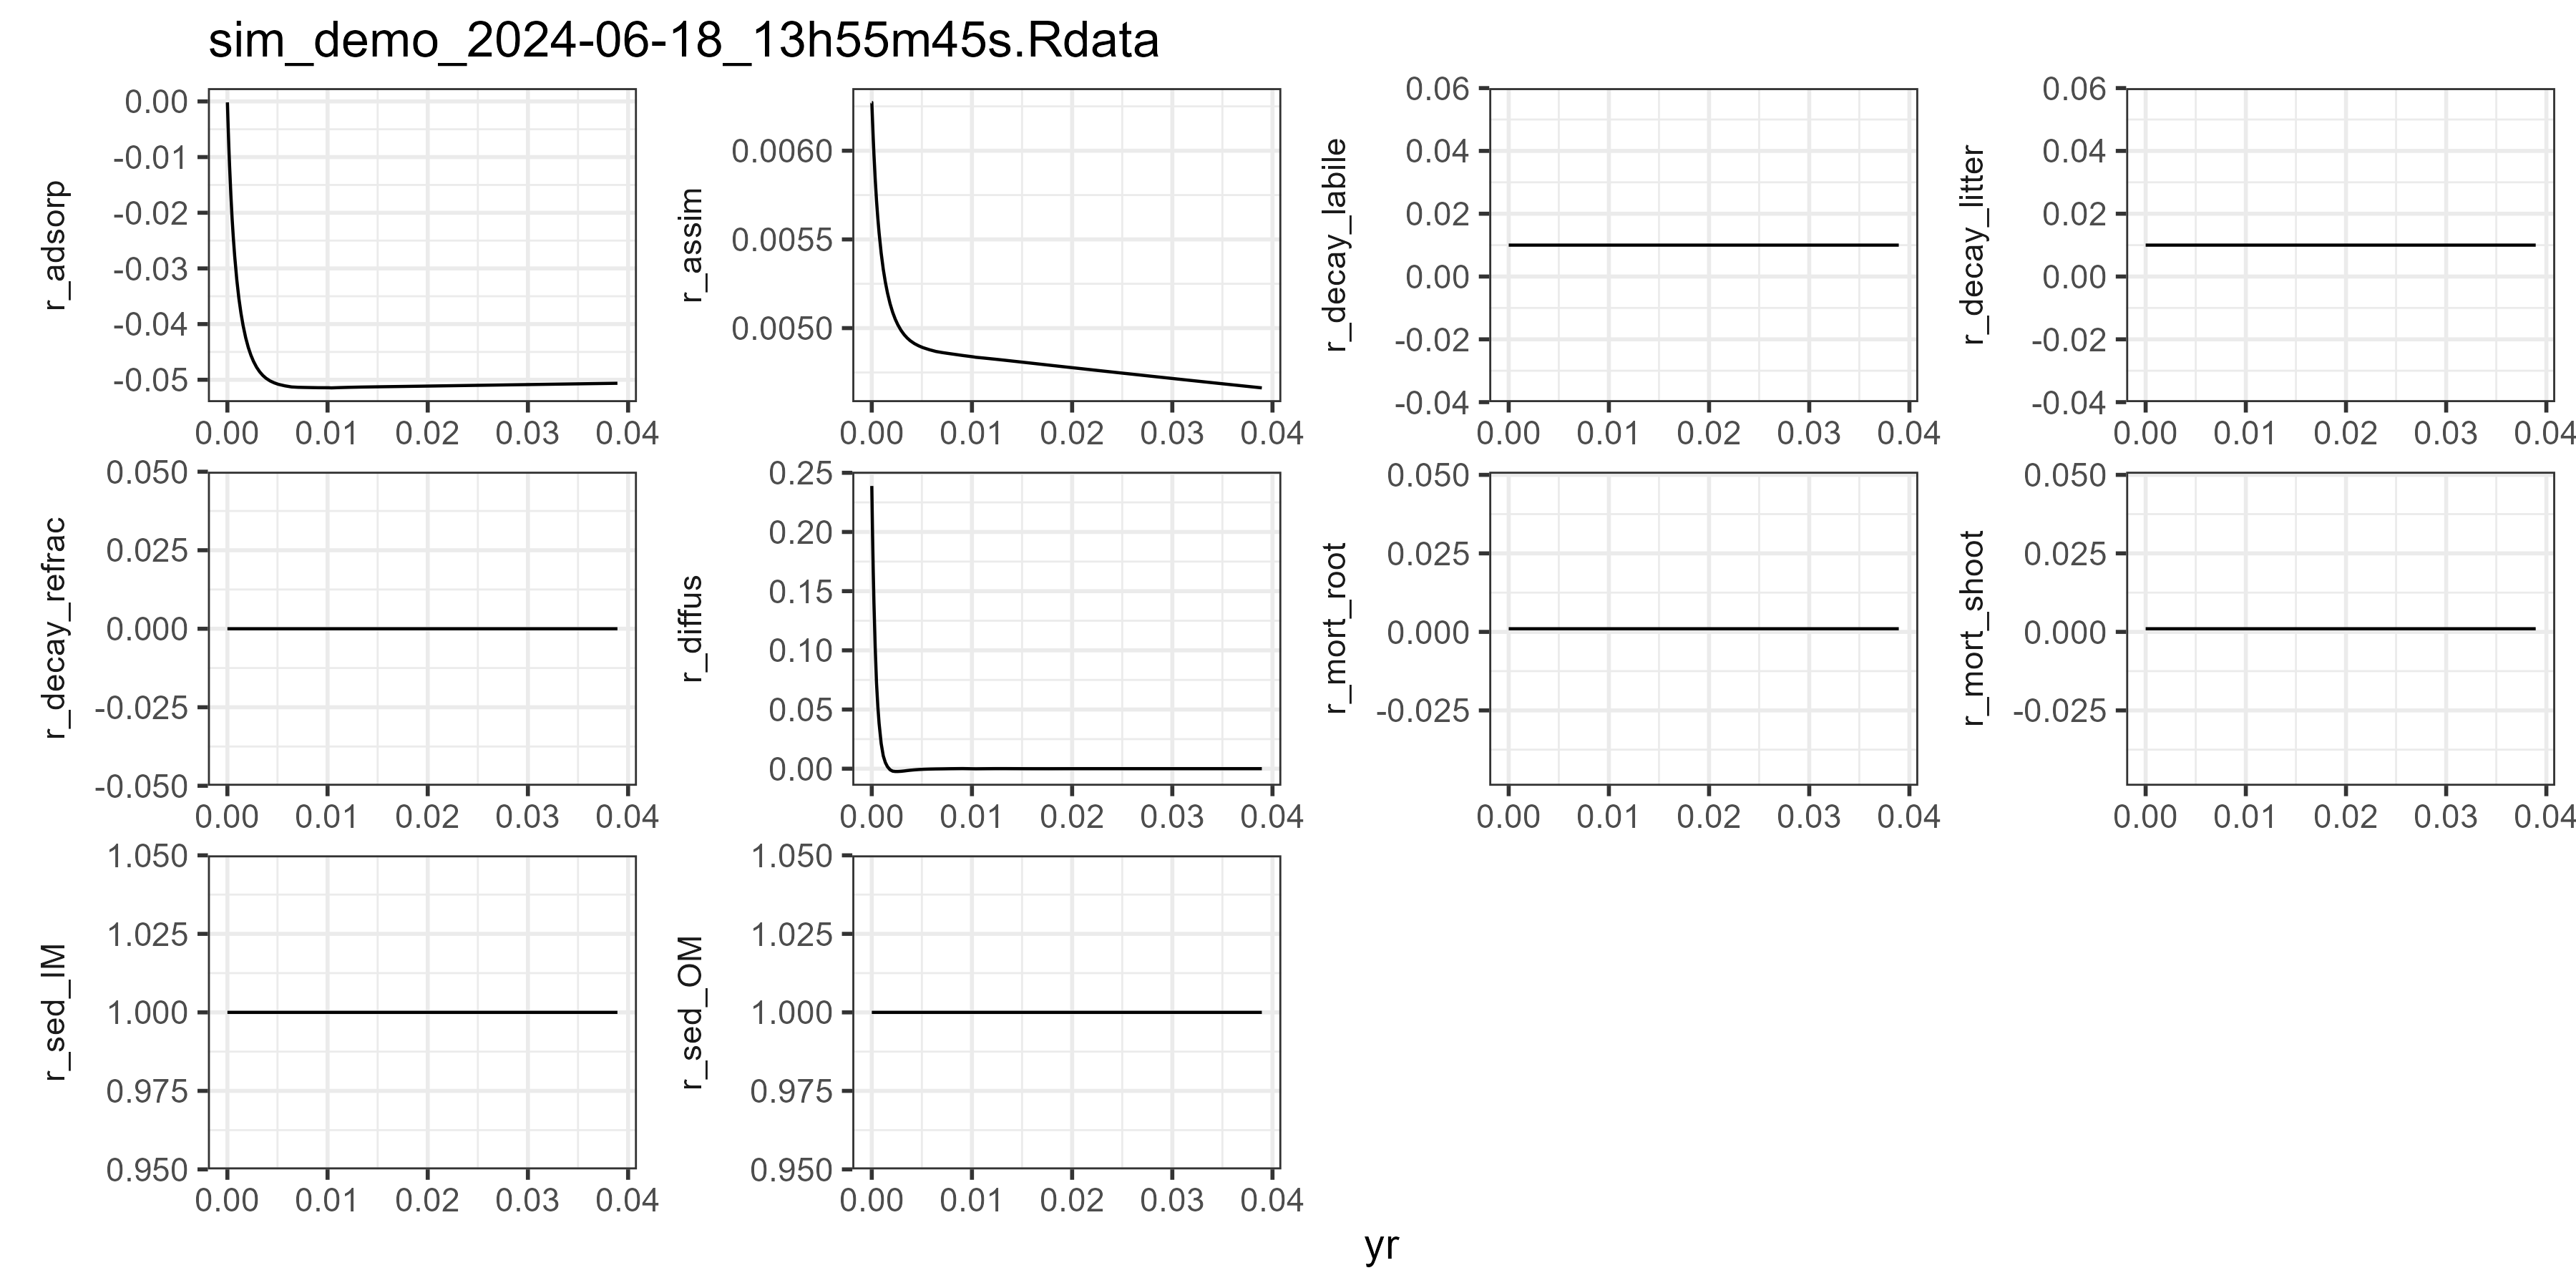 sim_demo_2024-06-18_13h55m45s.Rdata
r_adsorp
0.00
-0.01
-0.02
-0.03
-0.04
-0.05
0.00 0.01 0.02 0.03 0.04
r_assim
0.0060
0.0055
0.0050
0.00 0.01 0.02 0.03 0.04
r_decay_labile
0.06
0.04
0.02
0.00
-0.02
-0.04
0.00 0.01 0.02 0.03 0.04
r_decay_litter
0.06
0.04
0.02
0.00
-0.02
-0.04
0.00 0.01 0.02 0.03 0.04
r_decay_refrac
0.050
0.025
0.000
-0.025
-0.050
0.00 0.01 0.02 0.03 0.04
r_diffus
0.25
0.20
0.15
0.10
0.05
0.00
0.00 0.01 0.02 0.03 0.04
r_mort_root
0.050
0.025
0.000
-0.025
0.00 0.01 0.02 0.03 0.04
r_mort_shoot
0.050
0.025
0.000
-0.025
0.00 0.01 0.02 0.03 0.04
r_sed_IM
1.050
1.025
1.000
0.975
0.950
0.00 0.01 0.02 0.03 0.04
r_sed_OM
1.050
1.025
1.000
0.975
0.950
0.00 0.01 0.02 0.03 0.04
yr